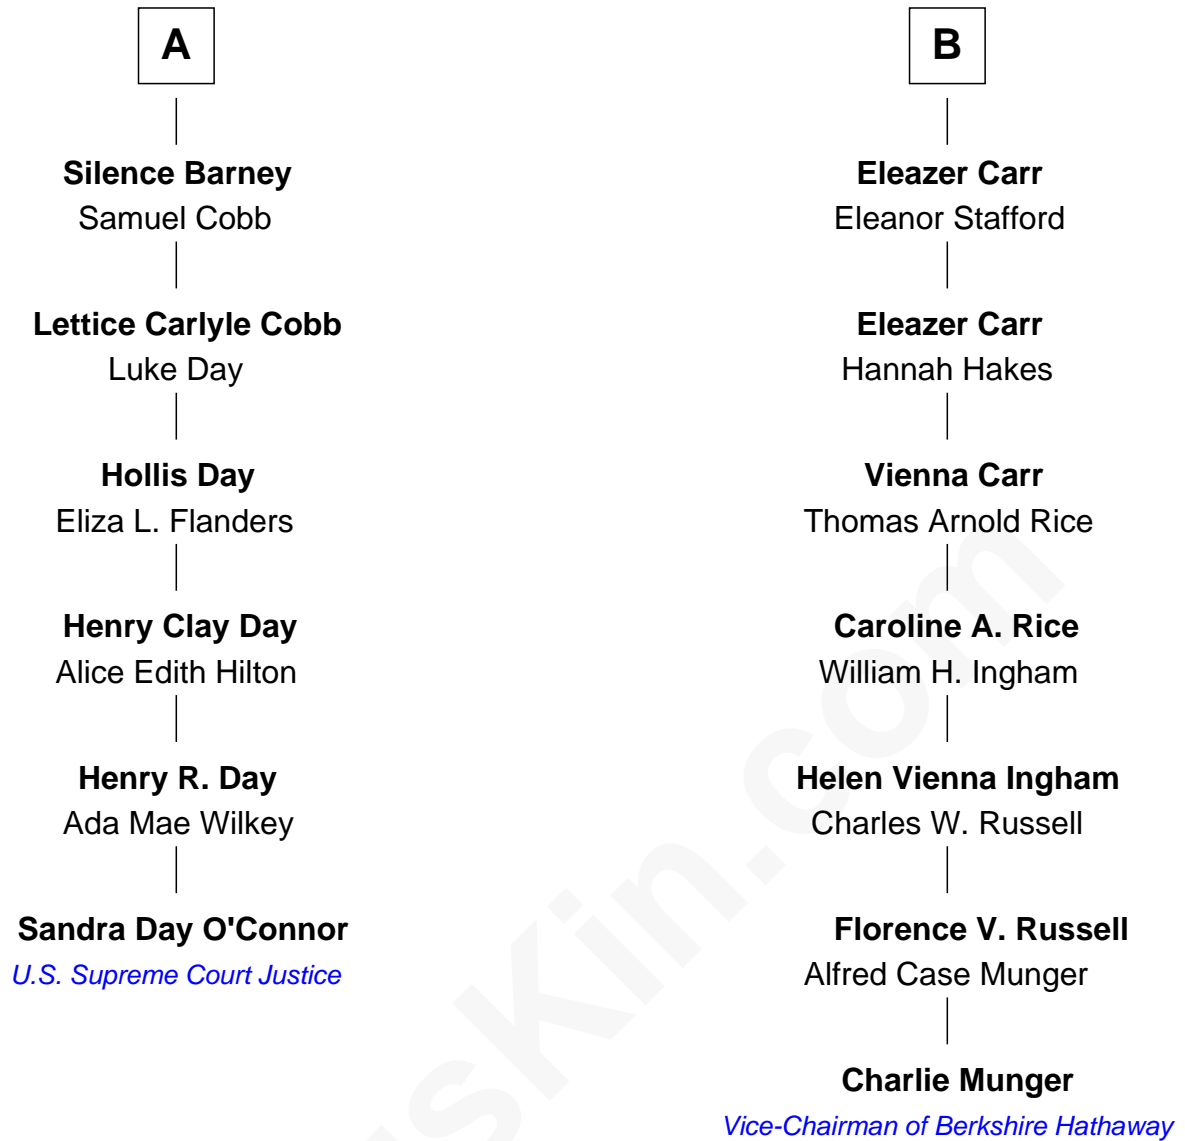 A
Silence Barney
Samuel Cobb
Lettice Carlyle Cobb
Luke Day
Hollis Day
Eliza L. Flanders
Henry Clay Day
Alice Edith Hilton
Henry R. Day
Ada Mae Wilkey
Sandra Day O'Connor
U.S. Supreme Court Justice
B
Eleazer Carr
Eleanor Stafford
Eleazer Carr
Hannah Hakes
Vienna Carr
Thomas Arnold Rice
Caroline A. Rice
William H. Ingham
Helen Vienna Ingham
Charles W. Russell
Florence V. Russell
Alfred Case Munger
Charlie Munger
Vice-Chairman of Berkshire Hathaway
sKin.com